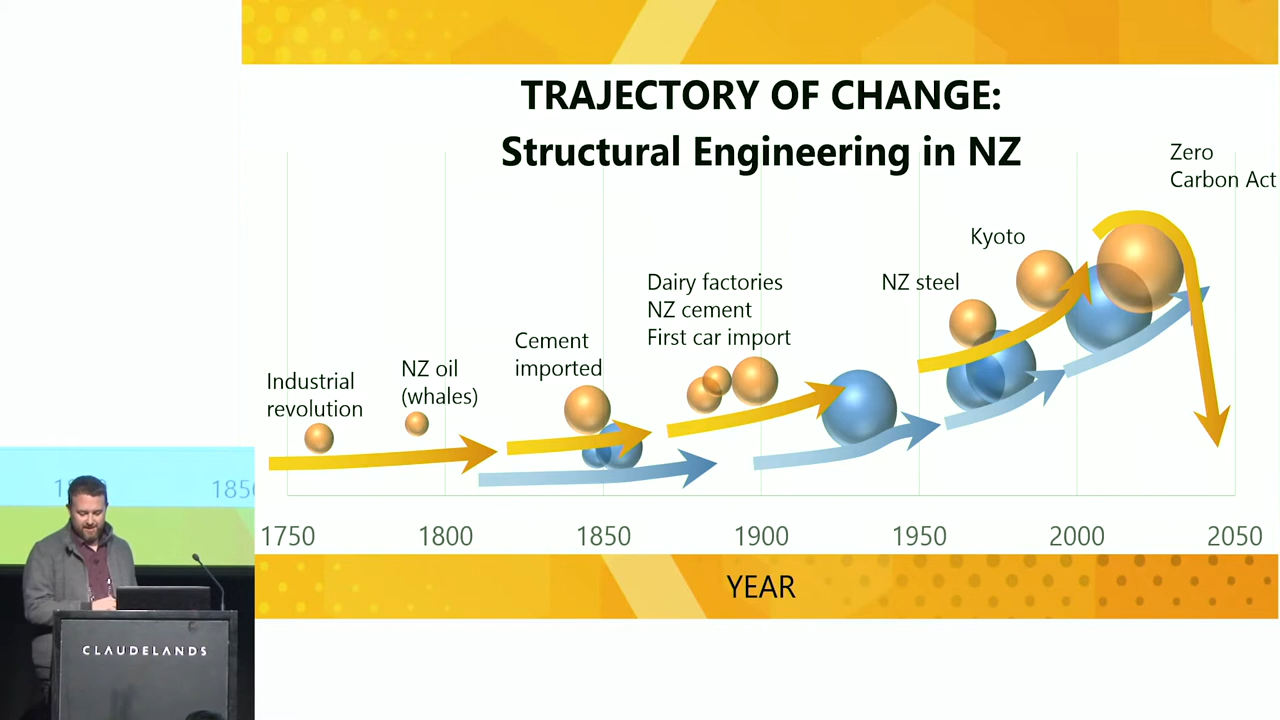 TRAJECTORY OF CHANGE:
Structural Engineering in NZ
Zero
Carbon Act
Kyoto
NZ steel
Dairy factories
NZ cement
First car import
Cement
imported
NZ oil
(whales)
Industrial
revolution
1750 1800 1850 1900 1950 2000 2050
YEAR
CLAUDELANDS